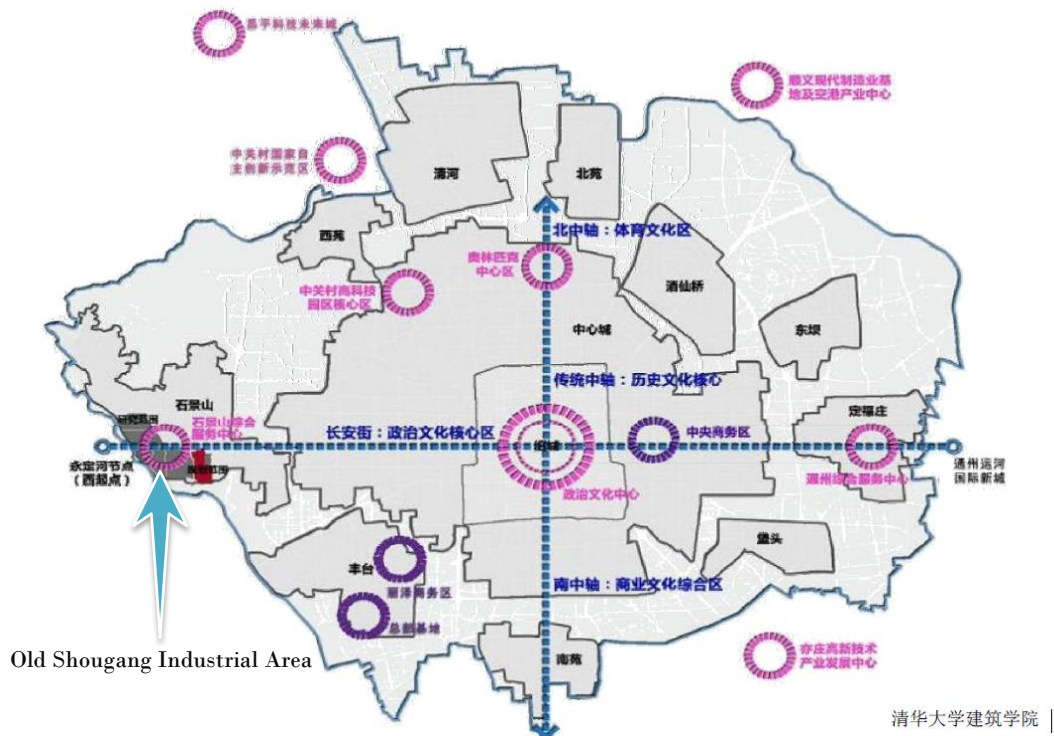 昌平科技未来城
顺义现代制造业基
地及空港产业中心
中关村国家自
主创新示范区
清河
北苑
西苑
北中轴：体育文化区
奥林匹克
中心区
中关村高科技
园区核心区
酒仙桥
中心城
东坝
传统中轴：历史文化核心
石景山
研究范围
石景山综合
服务中心
长安街：政治文化核心区
旧城
中央商务区
定福庄
永定河节点
（西起点）
通州综合服务中心
通州运河
国际新城
政治文化中心
垡头
丰台
丽泽商务区
南中轴：商业文化综合区
总部基地
南苑
亦庄高新技术
产业发展中心
Old Shougang Industrial Area
清华大学建筑学院